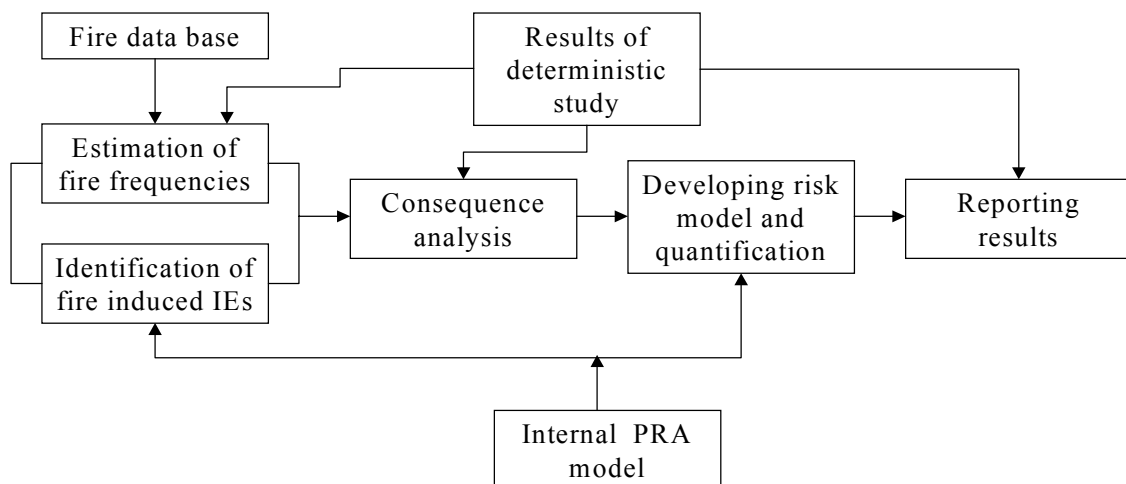 Fire data base
Results of
deterministic
study
Estimation of
fire frequencies
Identification of
fire induced IEs
Consequence
analysis
Developing risk
model and
quantification
Reporting
results
Internal PRA
model